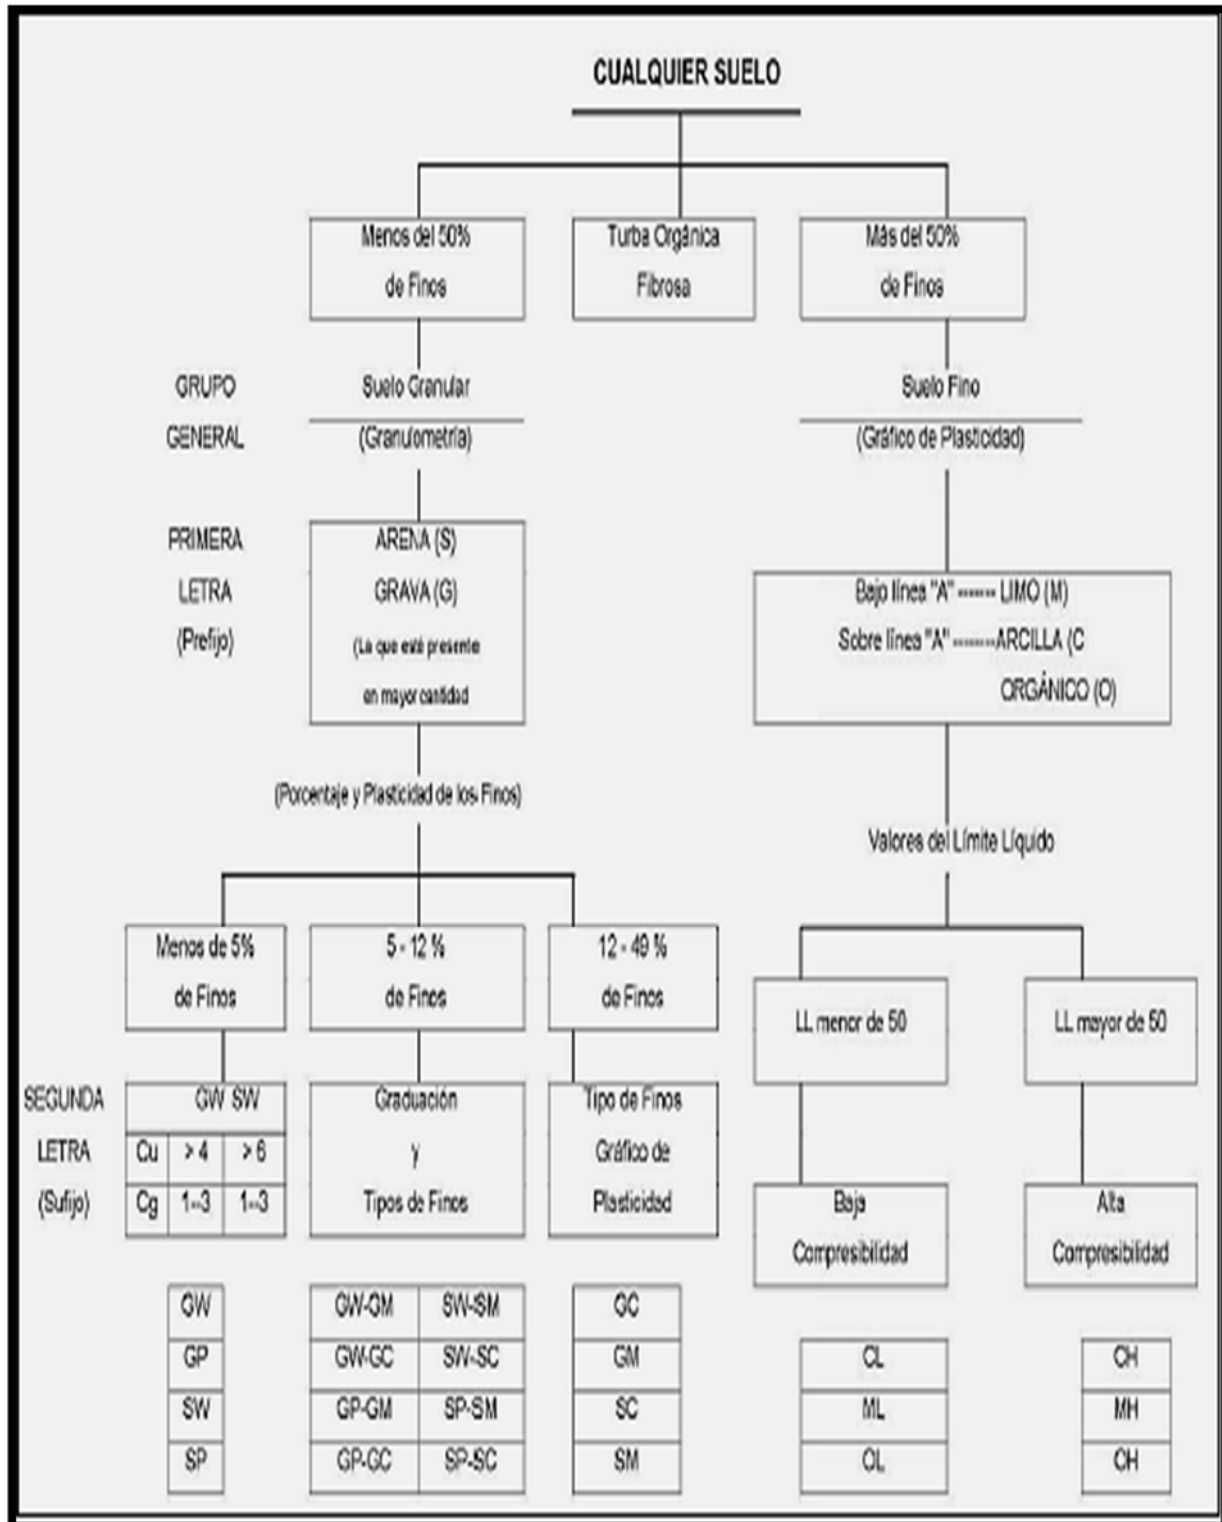 CUALQUIER SUELO
Menos del 50%
de Finos
Turba Orgánica
Fibrosa
Más del 50%
de Finos
GRUPO
GENERAL
Suelo Granular
(Granulometría)
Suelo Fino
(Gráfico de Plasticidad)
PRIMERA
LETRA
(Prefijo)
ARENA (S)
GRAVA (G)
(La que esté presente
en mayor cantidad
Bajo línea "A" ------- LIMO (M)
Sobre línea "A" --------ARCILLA (C
ORGÁNICO (O)
(Porcentaje y Plasticidad de los Finos)
Valores del Límite Líquido
Menos de 5%
de Finos
5 - 12 %
de Finos
12 - 49 %
de Finos
LL menor de 50
LL mayor de 50
SEGUNDA
LETRA
(Sufijo)
GW SW
Cu > 4 > 6
Cg 1--3 1--3
Graduación
y
Tipos de Finos
Tipo de Finos
Gráfico de
Plasticidad
Baja
Compresibilidad
Alta
Compresibilidad
GW
GP
SW
SP
GW-GM SW-SM
GW-GC SW-SC
GP-GM SP-SM
GP-GC SP-SC
GC
GM
SC
SM
CL
ML
OL
CH
MH
OH